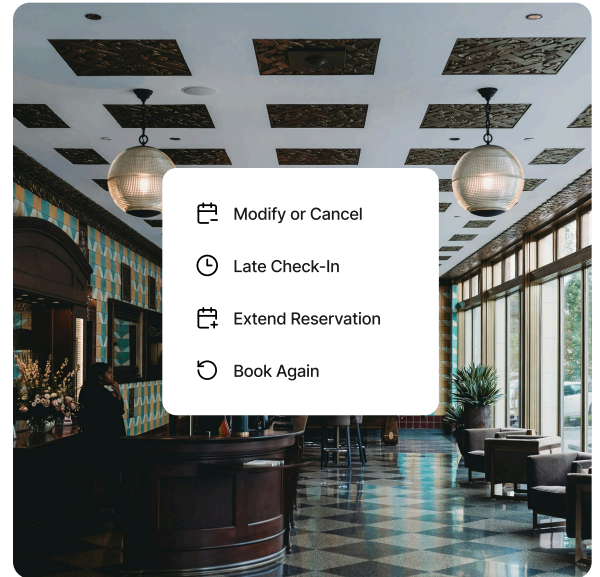 Modify or Cancel
Late Check-In
Extend Reservation
Book Again